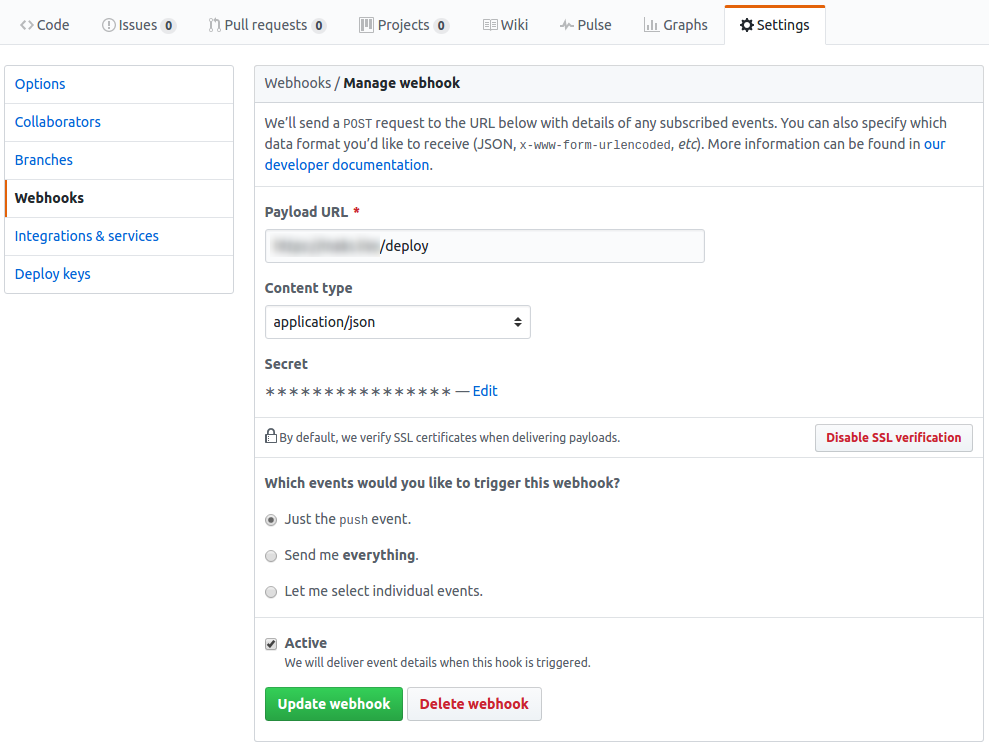 Code Issues 0 Pull requests 0 Projects 0 Wiki Pulse Graphs Settings
Options
Collaborators
Branches
Webhooks
Integrations & services
Deploy keys
Webhooks / Manage webhook
We’ll send a POST request to the URL below with details of any subscribed events. You can also specify which
data format you’d like to receive (JSON, x-www-form-urlencoded, etc). More information can be found in our
developer documentation.
Payload URL *
/deploy
Content type
application/json
Secret
**************** — Edit
By default, we verify SSL certificates when delivering payloads.
Disable SSL verification
Which events would you like to trigger this webhook?
Just the push event.
Send me everything.
Let me select individual events.
Active
We will deliver event details when this hook is triggered.
Update webhook Delete webhook